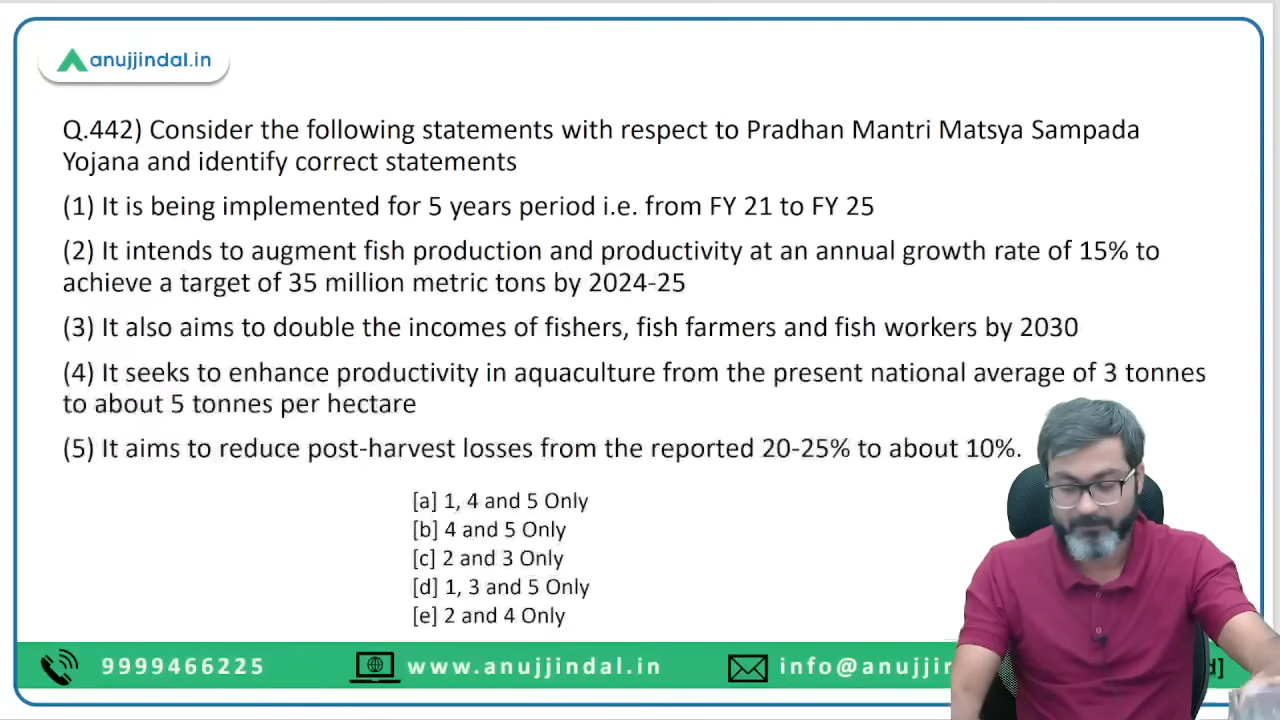 anujjindal.in
Q.442) Consider the following statements with respect to Pradhan Mantri Matsya Sampada
Yojana and identify correct statements
(1) It is being implemented for 5 years period i.e. from FY 21 to FY 25
(2) It intends to augment fish production and productivity at an annual growth rate of 15% to
achieve a target of 35 million metric tons by 2024-25
(3) It also aims to double the incomes of fishers, fish farmers and fish workers by 2030
(4) It seeks to enhance productivity in aquaculture from the present national average of 3 tonnes
to about 5 tonnes per hectare
(5) It aims to reduce post-harvest losses from the reported 20-25% to about 10%.
[a] 1, 4 and 5 Only
[b] 4 and 5 Only
[c] 2 and 3 Only
[d] 1, 3 and 5 Only
[e] 2 and 4 Only
9999466225 www.anujjindal.in